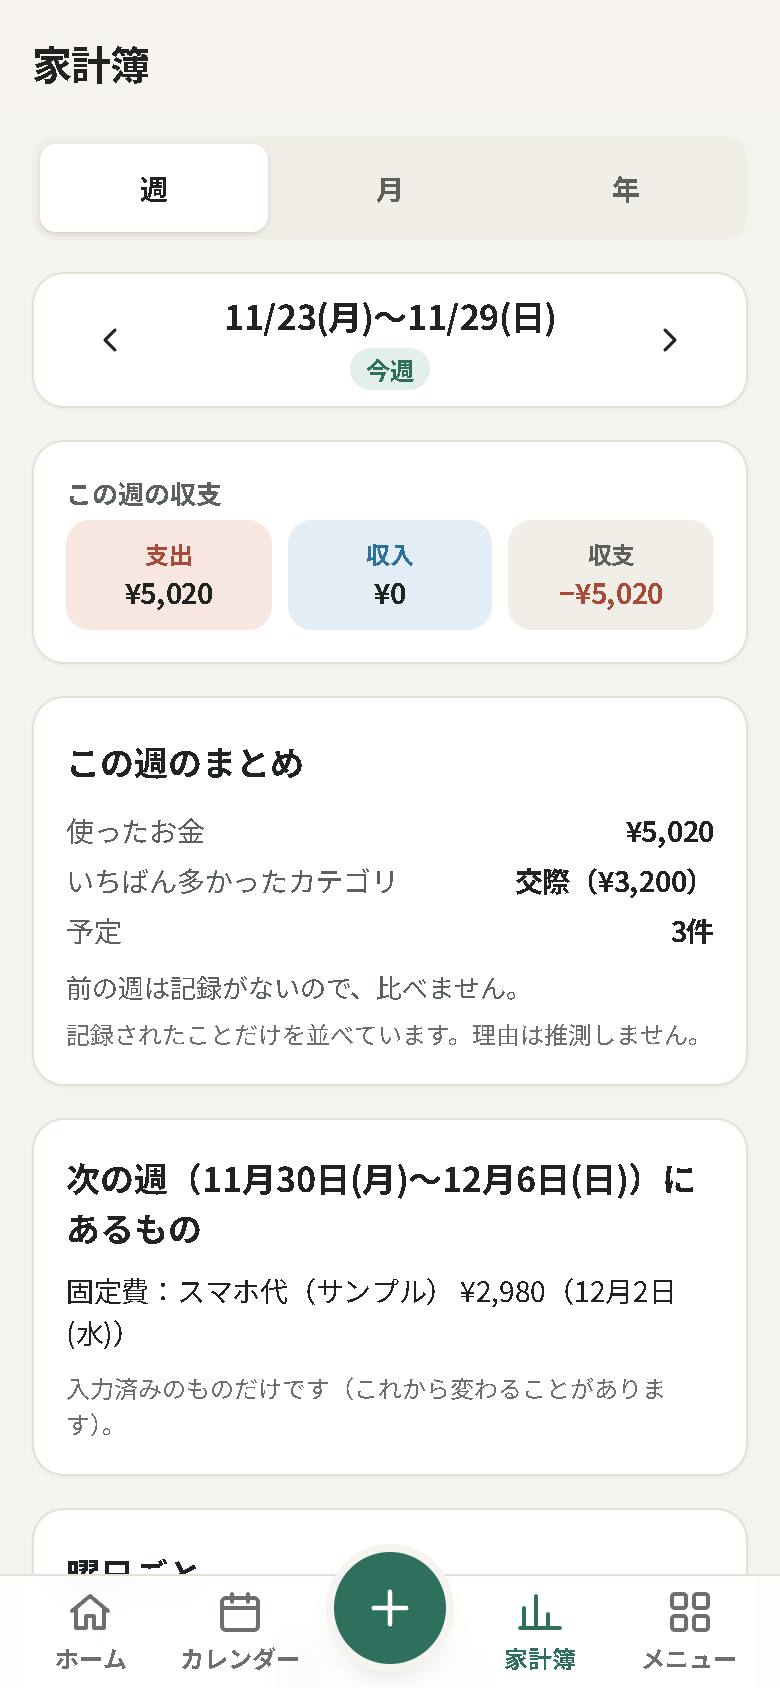 家計簿
週 月 年
11/23(月)〜11/29(日)
今週
この週の収支
支出 収入 収支
¥5,020 ¥0 −¥5,020
この週のまとめ
使ったお金 ¥5,020
いちばん多かったカテゴリ 交際（¥3,200）
予定 3件
前の週は記録がないので、比べません。
記録されたことだけを並べています。理由は推測しません。
次の週（11月30日(月)〜12月6日(日)）に
あるもの
固定費：スマホ代（サンプル） ¥2,980（12月2日
(水)）
入力済みのものだけです（これから変わることがありま
す）。
曜日ごと
ホーム カレンダー 家計簿 メニュー